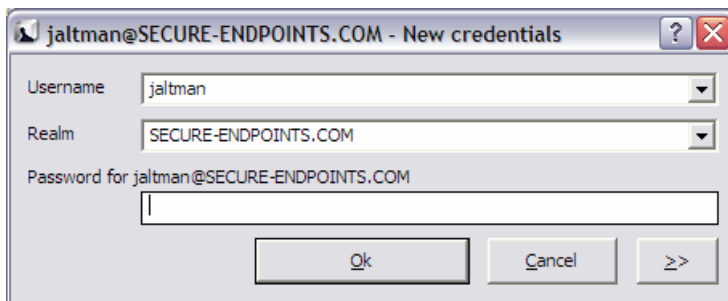 jaltman@SECURE-ENDPOINTS.COM - New credentials ?
Username jaltman
Realm SECURE-ENDPOINTS.COM
Password for jaltman@SECURE-ENDPOINTS.COM
Ok Cancel >>